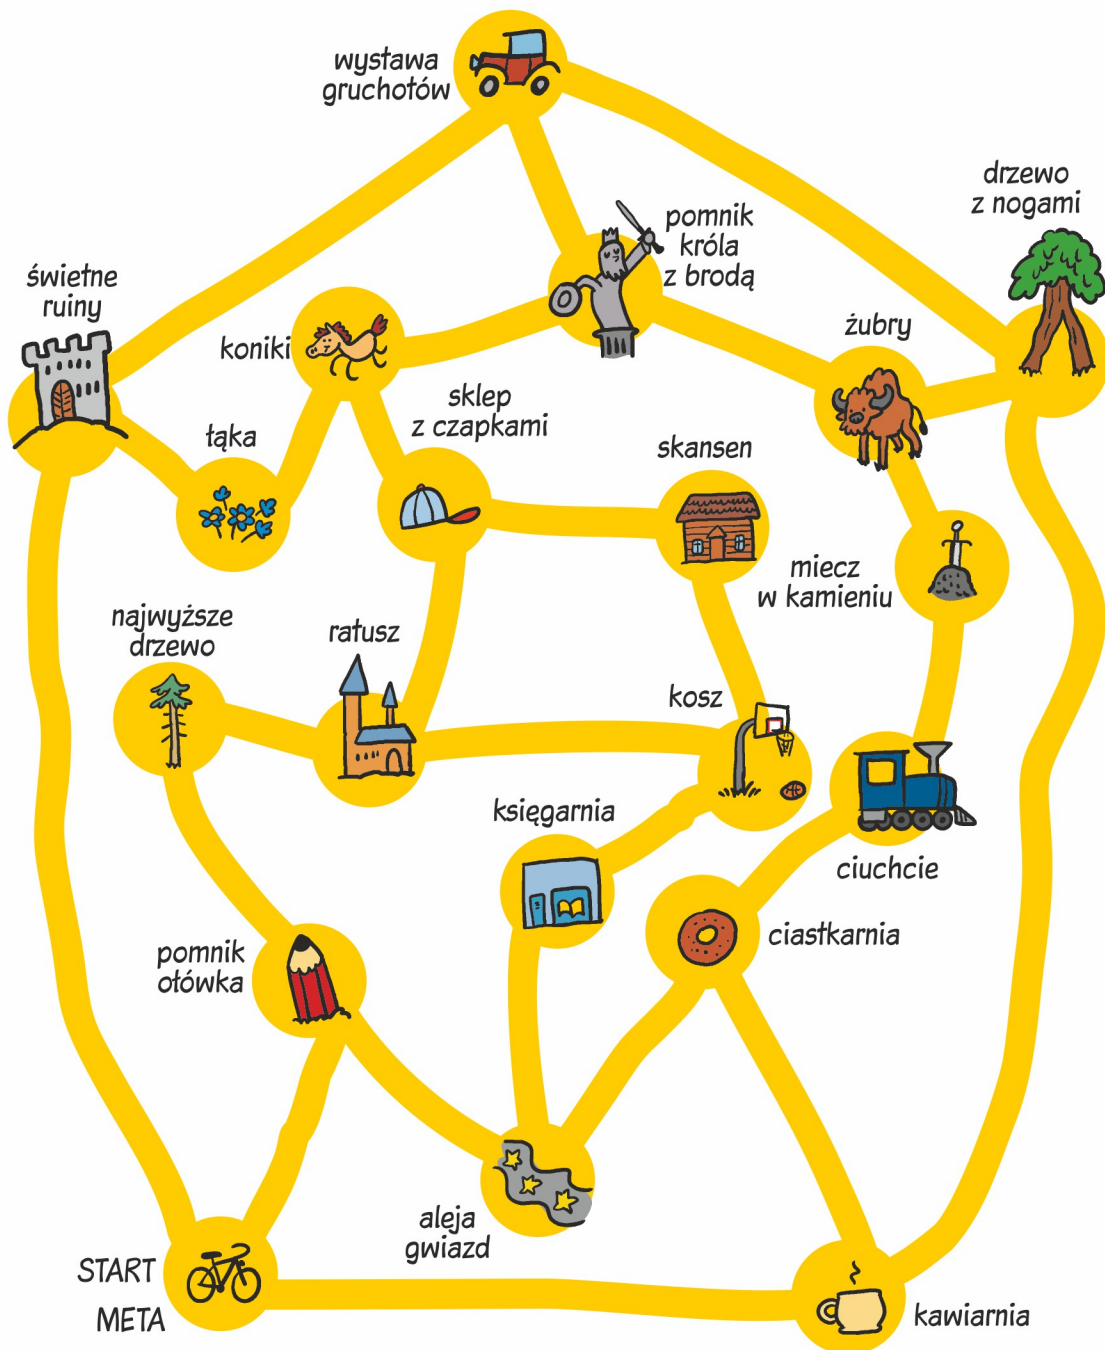 wystawa
gruchotów
drzewo
z nogami
pomnik
króla
z brodą
świetne
ruiny
koniki
żubry
sklep
z czapkami
łąka
skansen
miecz
w kamieniu
najwyższe
drzewo
ratusz
kosz
księgarnia
ciuchcie
ciastkarnia
pomnik
ołówka
aleja
gwiazd
START
META
kawiarnia